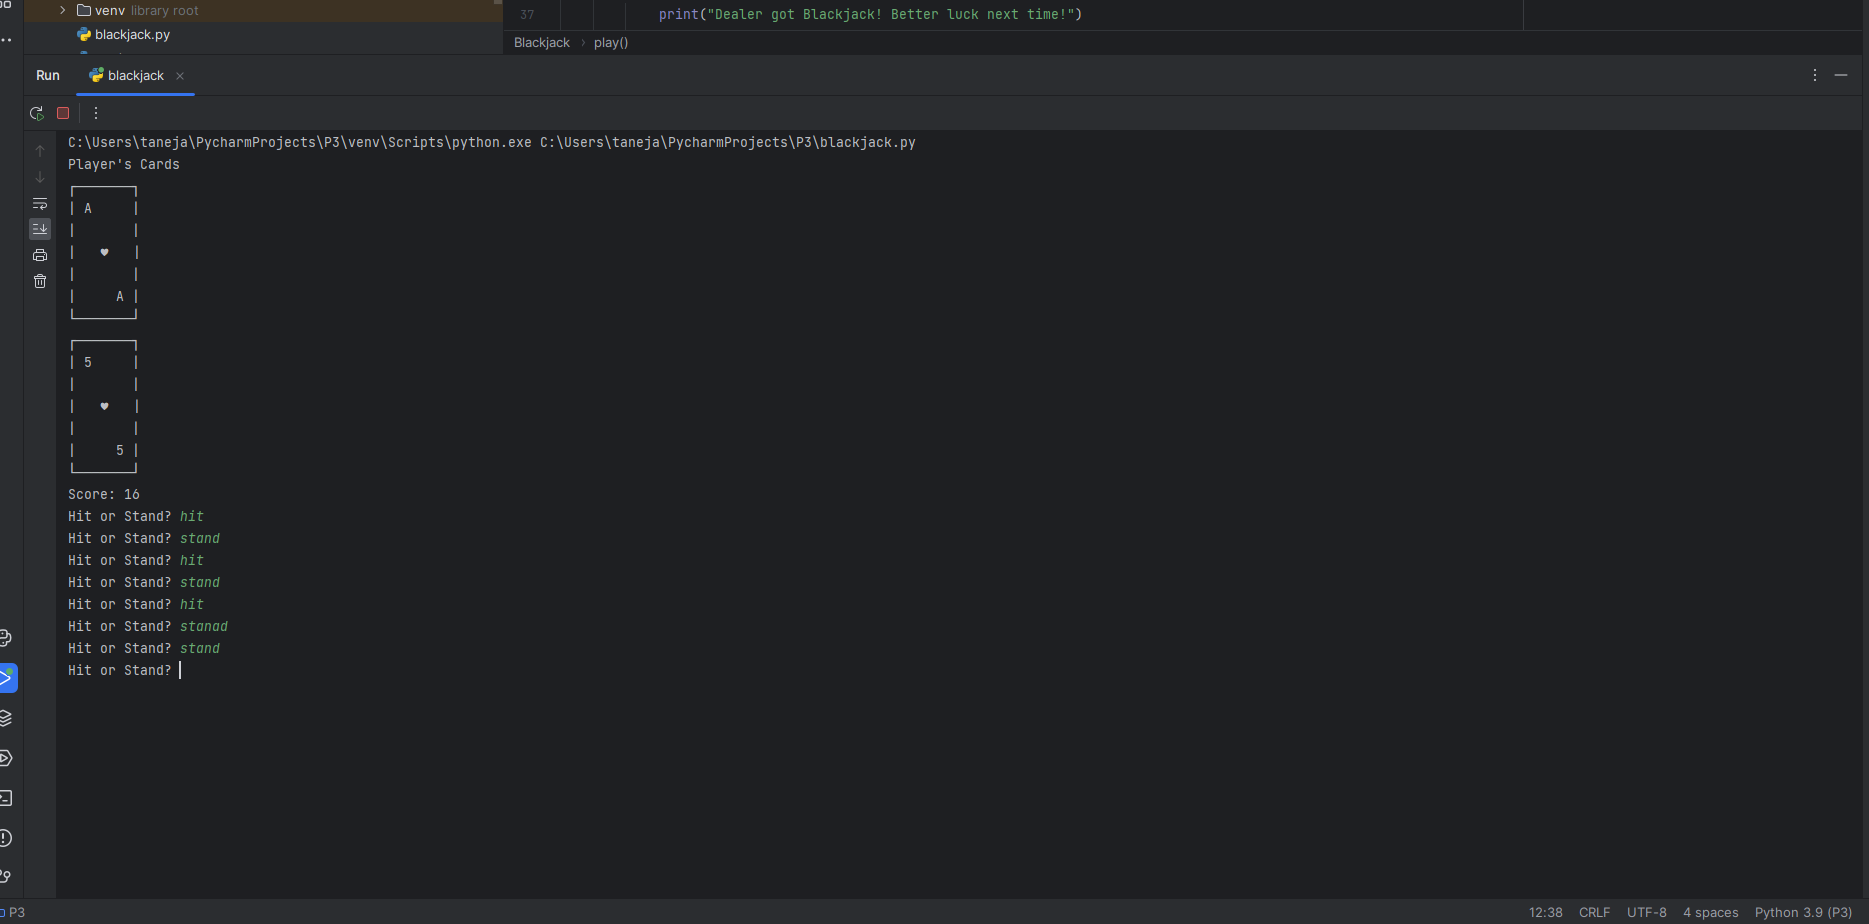 venv library root
blackjack.py
37 print("Dealer got Blackjack! Better luck next time!")
Blackjack › play()
Run blackjack
C:\Users\taneja\PycharmProjects\P3\venv\Scripts\python.exe C:\Users\taneja\PycharmProjects\P3\blackjack.py
Player's Cards
A
♥
A
5
♥
5
Score: 16
Hit or Stand? hit
Hit or Stand? stand
Hit or Stand? hit
Hit or Stand? stand
Hit or Stand? hit
Hit or Stand? stanad
Hit or Stand? stand
Hit or Stand?
P3 12:38 CRLF UTF-8 4 spaces Python 3.9 (P3)